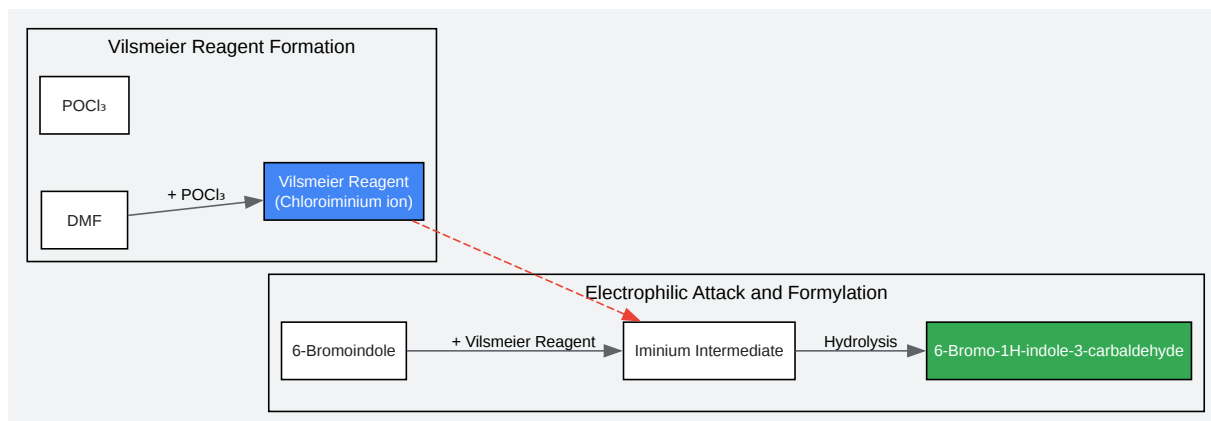 Vilsmeier Reagent Formation
POCl₃
DMF
+ POCl₃
Vilsmeier Reagent
(Chloroiminium ion)
Electrophilic Attack and Formylation
6-Bromoindole
+ Vilsmeier Reagent
Iminium Intermediate
Hydrolysis
6-Bromo-1H-indole-3-carbaldehyde